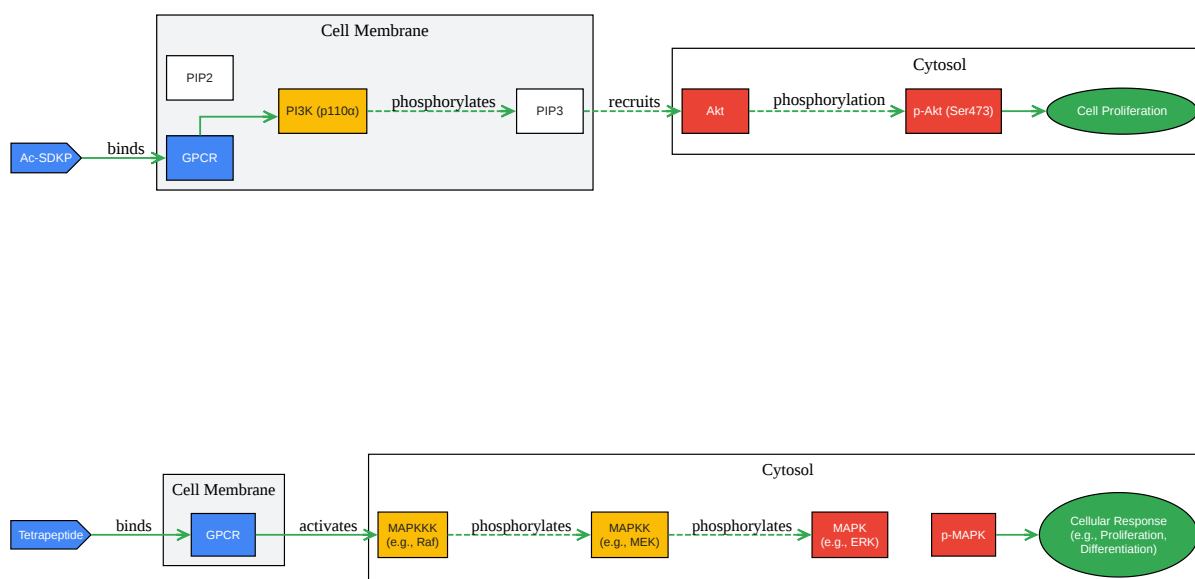 Cell Membrane
Cytosol
PIP2
PI3K (p110α)
phosphorylates
PIP3
recruits
Akt
phosphorylation
p-Akt (Ser473)
Cell Proliferation
Ac-SDKP
binds
GPCR
Cytosol
Cell Membrane
Tetrapeptide
binds
GPCR
activates
MAPKKK
(e.g., Raf)
phosphorylates
MAPKK
(e.g., MEK)
phosphorylates
MAPK
(e.g., ERK)
p-MAPK
Cellular Response
(e.g., Proliferation,
Differentiation)